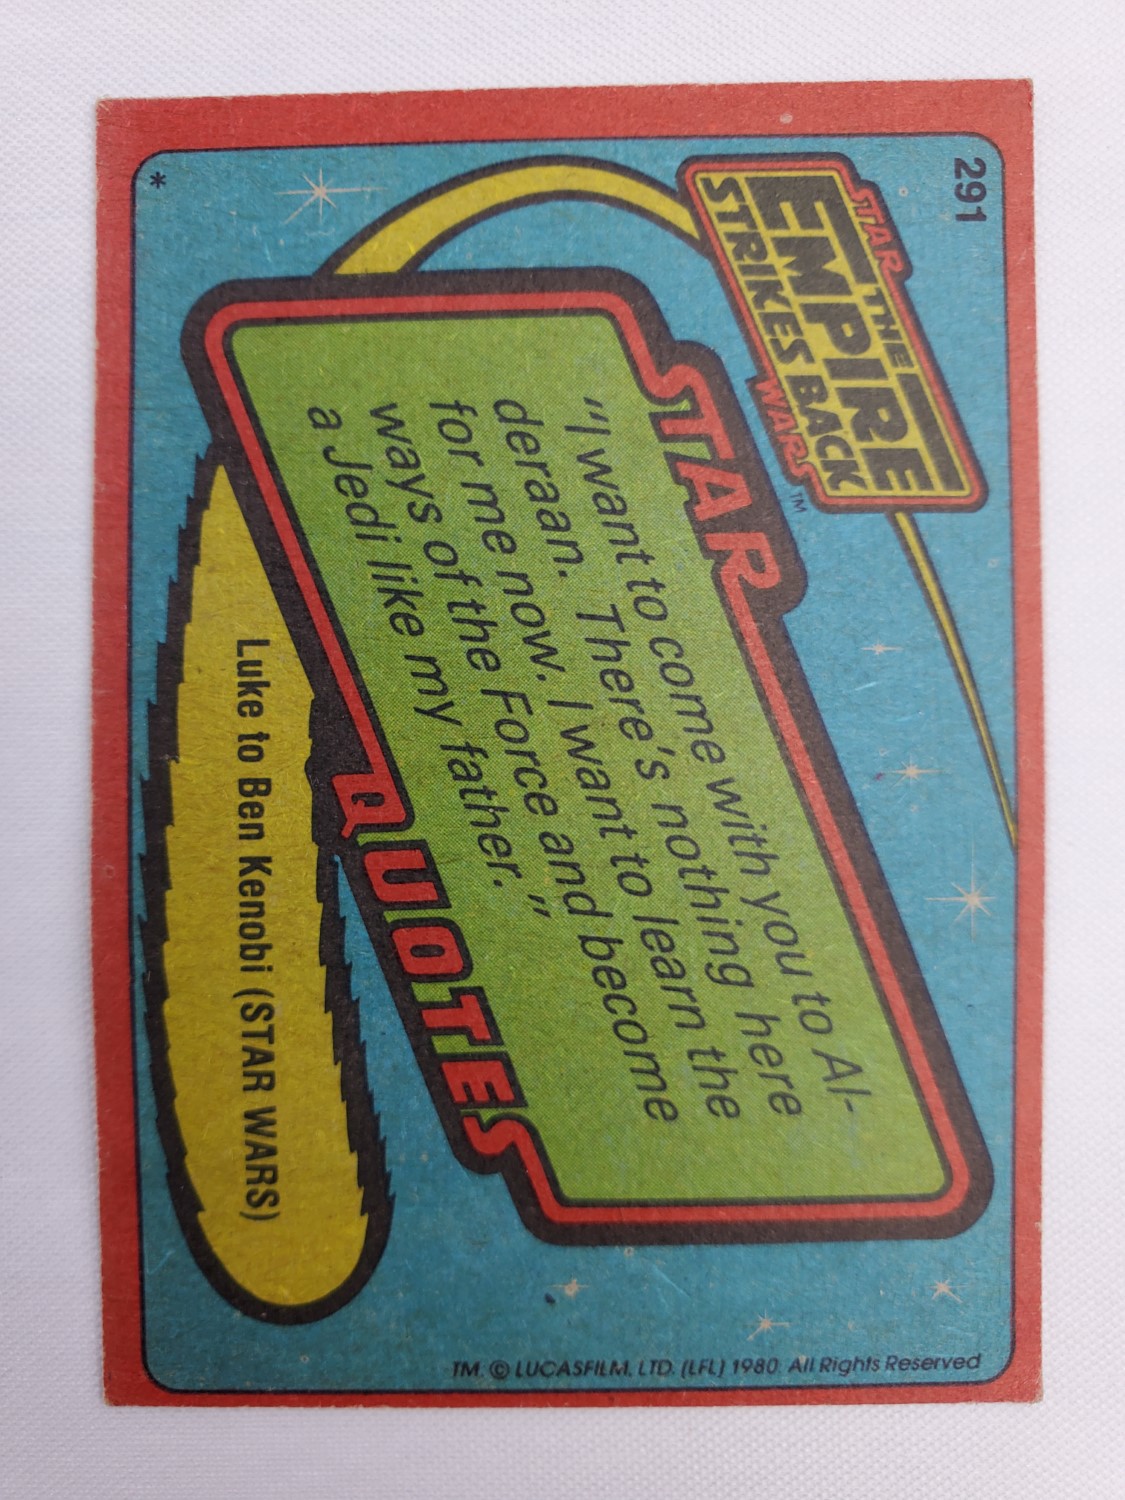 291
STAR
THE
EMPIRE
STRIKES BACK
WARS™
STAR
"I want to come with you to Al-
deraan. There's nothing here
for me now. I want to learn the
ways of the Force and become
a Jedi like my father."
QUOTES
Luke to Ben Kenobi (STAR WARS)
*
TM. © LUCASFILM, LTD. (LFL) 1980. All Rights Reserved